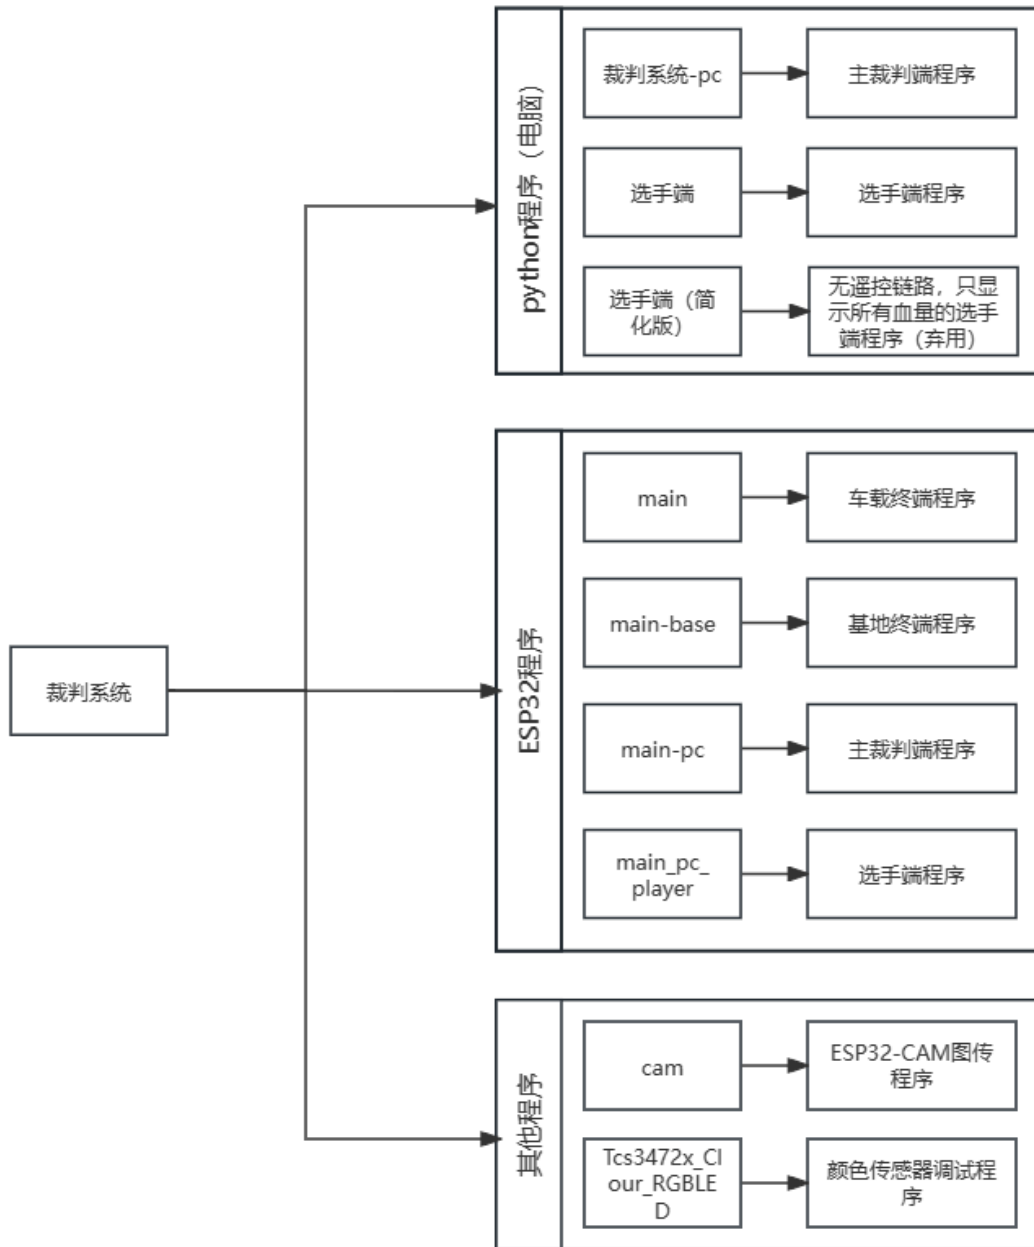 python程序（电脑）
裁判系统-pc
主裁判端程序
选手端
选手端程序
选手端（简
化版）
无遥控链路，只显
示所有血量的选手
端程序（弃用）
裁判系统
ESP32程序
main
车载终端程序
main-base
基地终端程序
main-pc
主裁判端程序
main_pc_
player
选手端程序
其他程序
cam
ESP32-CAM图传
程序
Tcs3472x_Cl
our_RGBLE
D
颜色传感器调试程
序